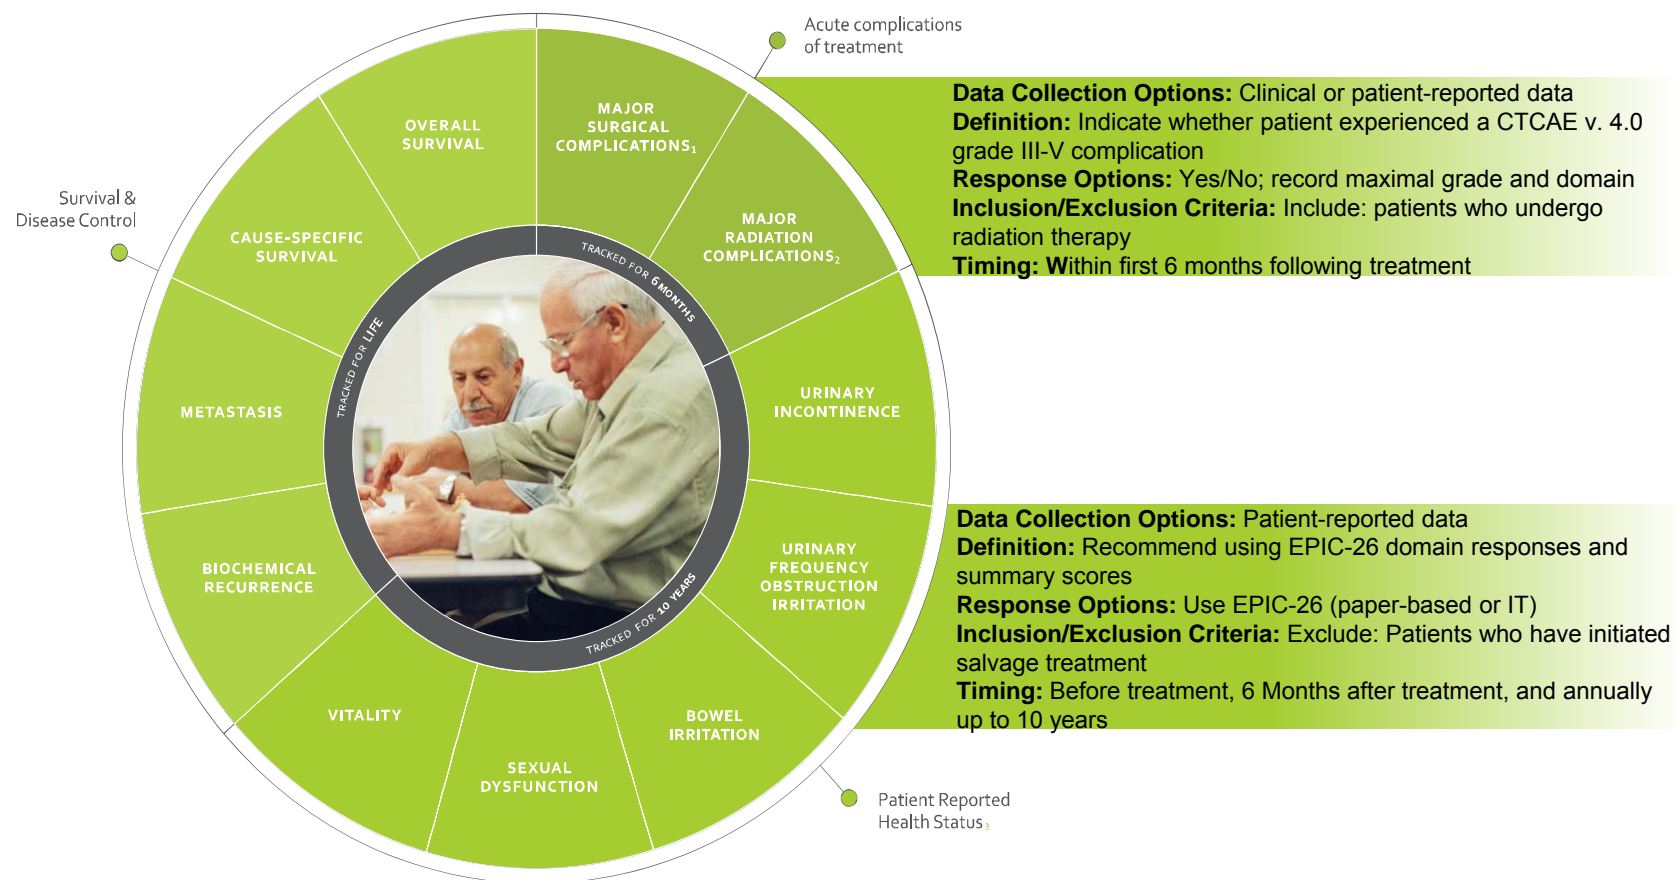 Acute complications
of treatment
Data Collection Options: Clinical or patient-reported data
Definition: Indicate whether patient experienced a CTCAE v. 4.0
grade III-V complication
Response Options: Yes/No; record maximal grade and domain
Inclusion/Exclusion Criteria: Include: patients who undergo
radiation therapy
Timing: Within first 6 months following treatment
OVERALL
SURVIVAL
MAJOR
SURGICAL
COMPLICATIONS1
Survival &
Disease Control
CAUSE-SPECIFIC
SURVIVAL
MAJOR
RADIATION
COMPLICATIONS2
TRACKED FOR 6 MONTHS
TRACKED FOR LIFE
METASTASIS
URINARY
INCONTINENCE
BIOCHEMICAL
RECURRENCE
URINARY
FREQUENCY
OBSTRUCTION
IRRITATION
Data Collection Options: Patient-reported data
Definition: Recommend using EPIC-26 domain responses and
summary scores
Response Options: Use EPIC-26 (paper-based or IT)
Inclusion/Exclusion Criteria: Exclude: Patients who have initiated
salvage treatment
Timing: Before treatment, 6 Months after treatment, and annually
up to 10 years
TRACKED FOR 10 YEARS
VITALITY
BOWEL
IRRITATION
SEXUAL
DYSFUNCTION
Patient Reported
Health Status3